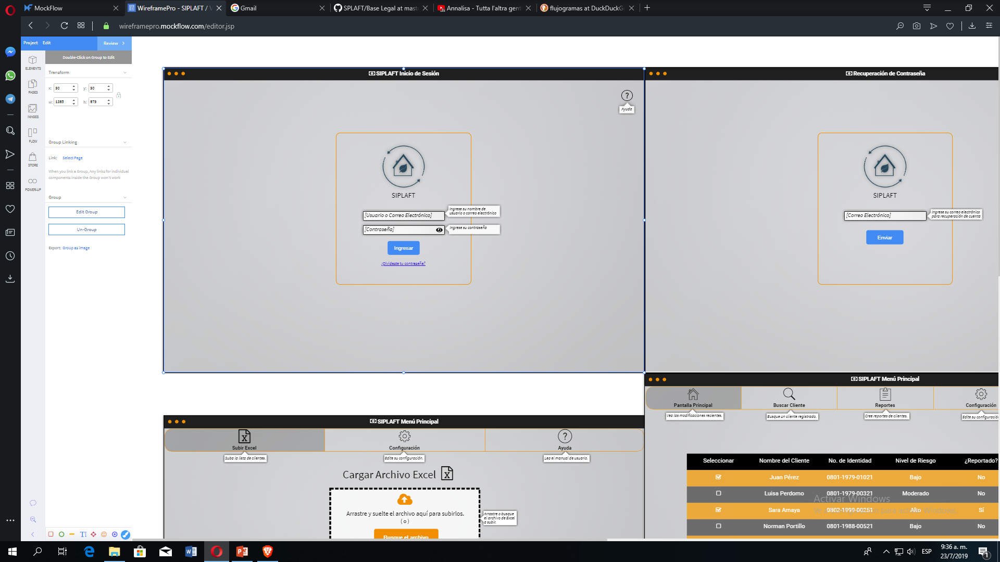 MockFlow
WireframePro - SIPLAFT / V
Gmail
SPLAFT/Base Legal at mast
Annalisa - Tutta l'altra gent
flujogramas at DuckDuckGo
wireframepro.mockflow.com/editor.jsp
Project Edit Review
Double-Click on Group to Edit
ELEMENTS
PAGES
IMAGES
FLOW
STORE
POWER-UP
Transform
x: 90 y: 90
w: 1385 h: 879
Group Linking
Link: Select Page
When you link a Group, Any links for individual
components inside the Group won't work
Group
Edit Group
Un-Group
Export: Group as image
SIPLAFT Inicio de Sesión
?
Ayuda
SIPLAFT
[Usuario o Correo Electrónico]
Ingrese su nombre de
usuario o correo electrónico
[Contraseña]
Ingrese su contraseña
Ingresar
¿Olvidaste tu contraseña?
Recuperación de Contraseña
SIPLAFT
[Correo Electrónico]
Ingrese su correo electrónico
para recuperación de cuenta
Enviar
SIPLAFT Menú Principal
Subir Excel
Configuración
?
Ayuda
Suba la lista de clientes.
Edite su configuración.
Lea el manual de usuario.
Cargar Archivo Excel
Arrastre y suelte el archivo aquí para subirlos.
( o )
Busque el archivo
Arrastre o busque
el archivo de Excel
a subir.
SIPLAFT Menú Principal
Pantalla Principal
Buscar Cliente
Reportes
Configuración
Vea las modificaciones recientes.
Busque un cliente registrado.
Cree reportes de clientes.
Edite su configuración
Seleccionar Nombre del Cliente No. de Identidad Nivel de Riesgo ¿Reportado?
Juan Pérez 0801-1979-01021 Bajo No
Luisa Perdomo 0801-1979-00321 Moderado No
Sara Amaya 0802-1999-00251 Alto Sí
Norman Portillo 0801-1988-00521 Bajo No
Activar Windows
ESP
9:36 a. m.
23/7/2019
1